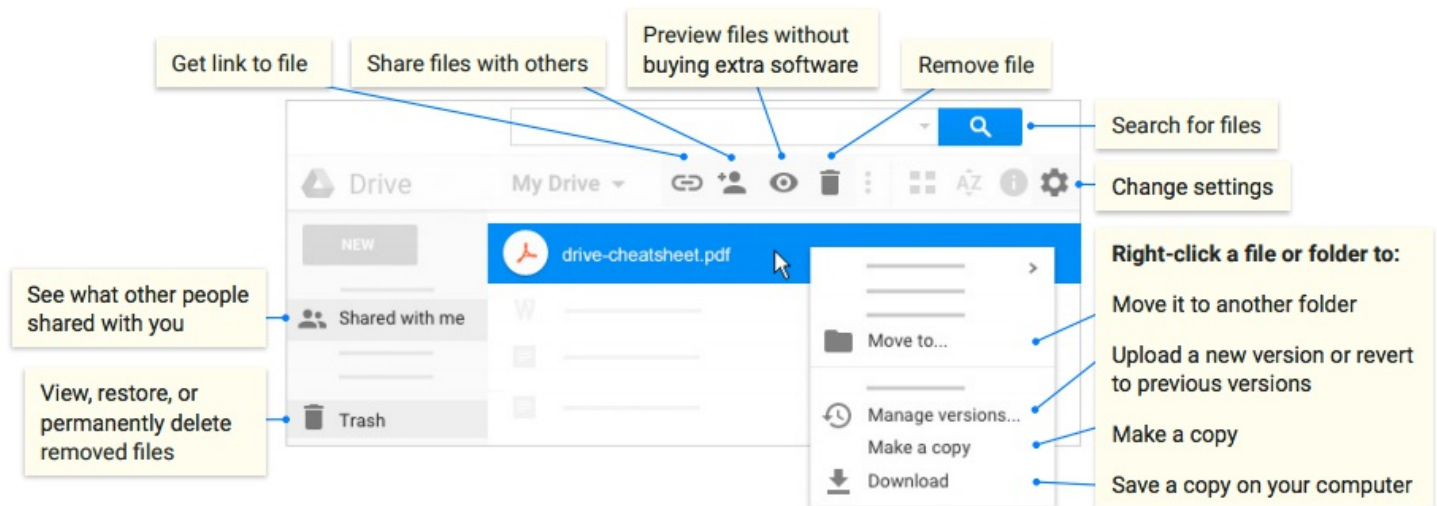 Preview files without
buying extra software
Get link to file
Share files with others
Remove file
Search for files
Drive
My Drive
AZ
Change settings
NEW
drive-cheatsheet.pdf
Right-click a file or folder to:
See what other people
shared with you
Shared with me
W
Move to...
Move it to another folder
Upload a new version or revert
to previous versions
View, restore, or
permanently delete
removed files
Trash
Manage versions...
Make a copy
Make a copy
Download
Save a copy on your computer